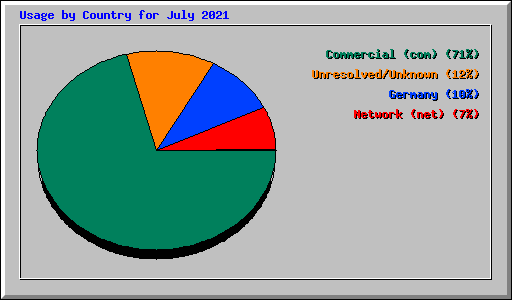 Usage by Country for July 2021
Commercial (com) (71%)
Unresolved/Unknown (12%)
Germany (10%)
Network (net) (7%)